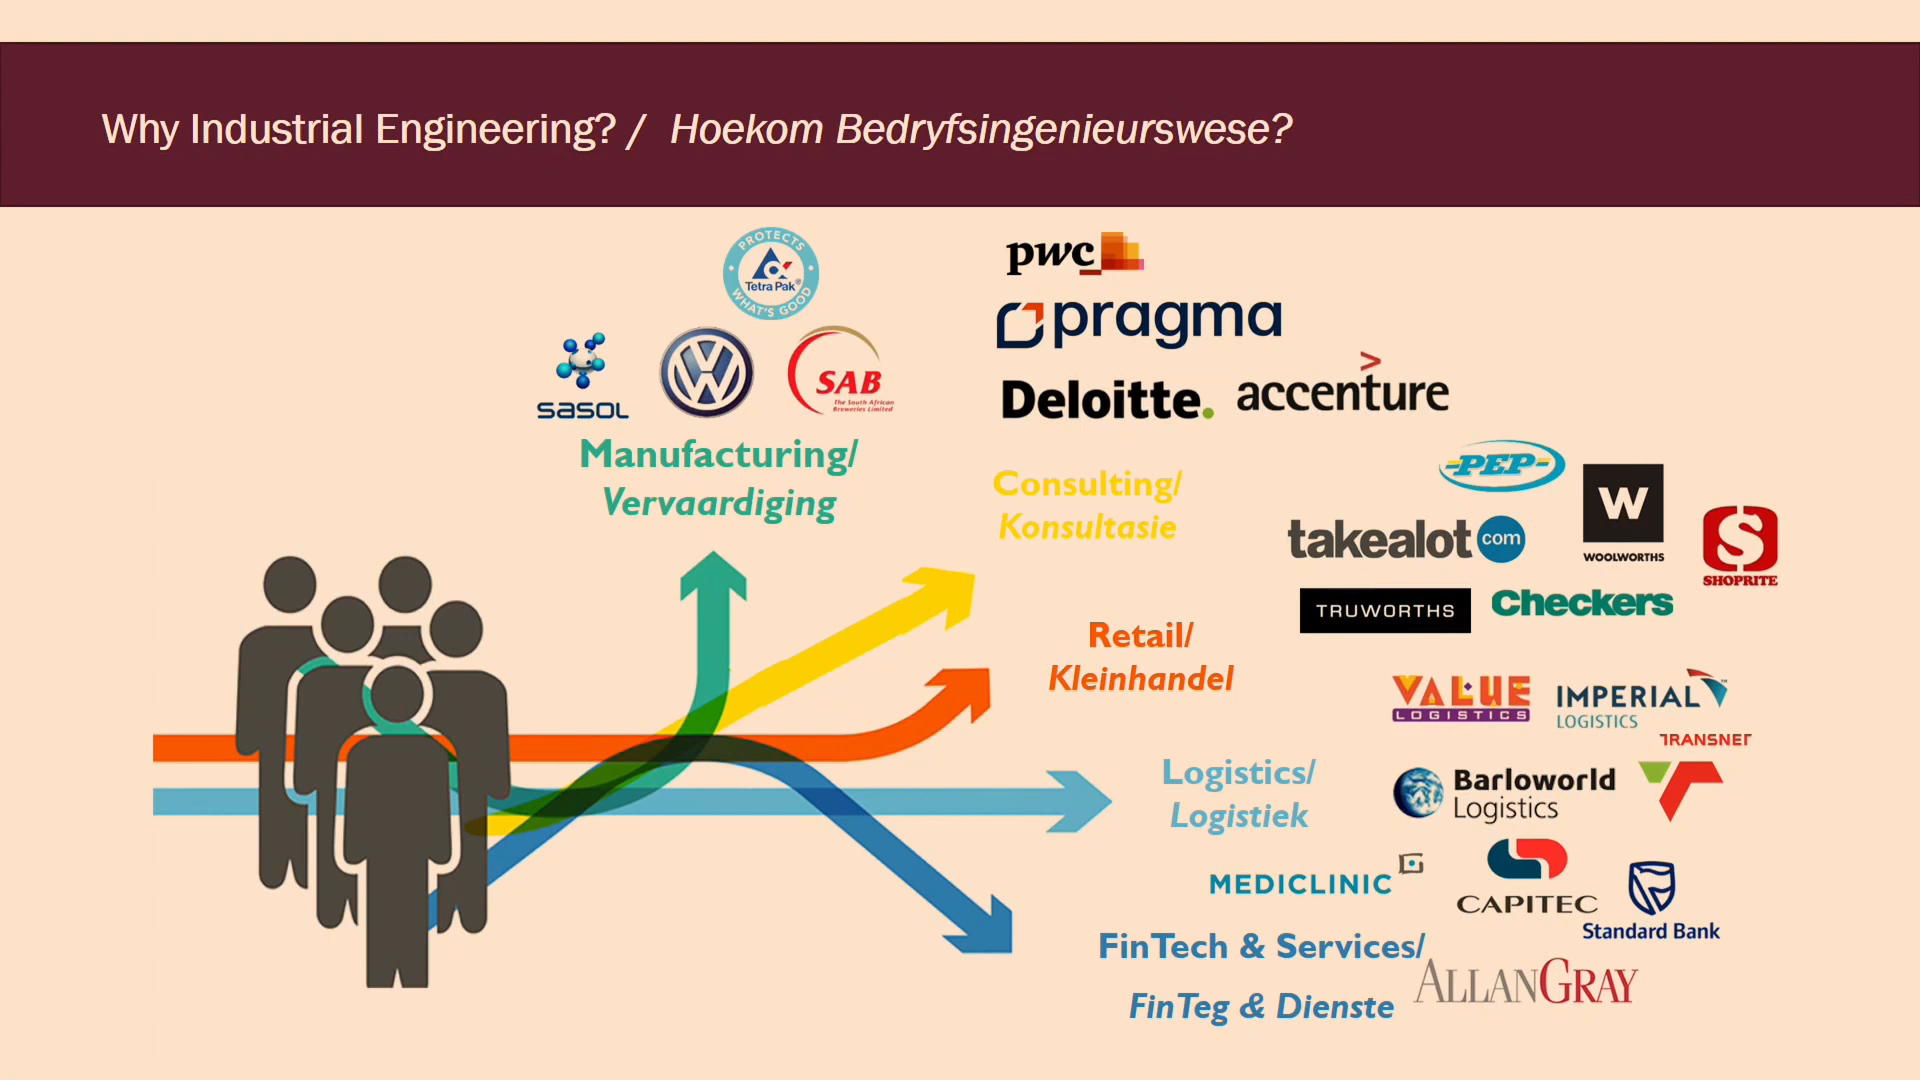 Why Industrial Engineering? / Hoekom Bedryfsingenieurswese?
PROTECTS
Tetra Pak®
WHAT'S GOOD
sasol
VW
SAB
The South African
Breweries Limited
Manufacturing/
Vervaardiging
pwc
pragma
Deloitte.
>
accenture
Consulting/
Konsultasie
-PEP-
takealot com
W
WOOLWORTHS
S
SHOPRITE
TRUWORTHS
Checkers
Retail/
Kleinhandel
VALUE
LOGISTICS
IMPERIAL™
LOGISTICS
TRANSNET
Barloworld
Logistics
Logistics/
Logistiek
MEDICLINIC
CAPITEC
Standard Bank
FinTech & Services/
FinTeg & Dienste
ALLANGRAY